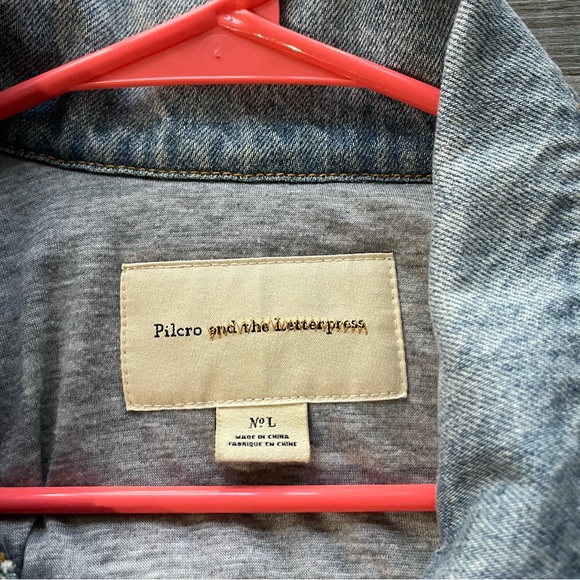 Pilcro and the Letterpress
Nº L
MADE IN CHINA
FABRIQUE EN CHINE